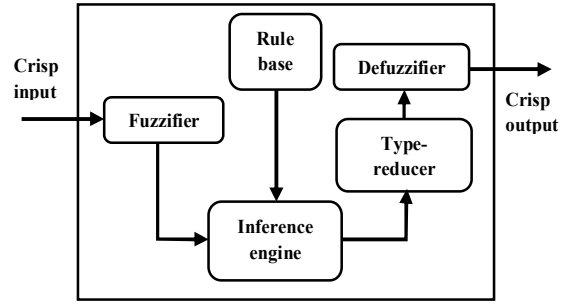 Crisp
input
Fuzzifier
Rule
base
Inference
engine
Type-
reducer
Defuzzifier
Crisp
output